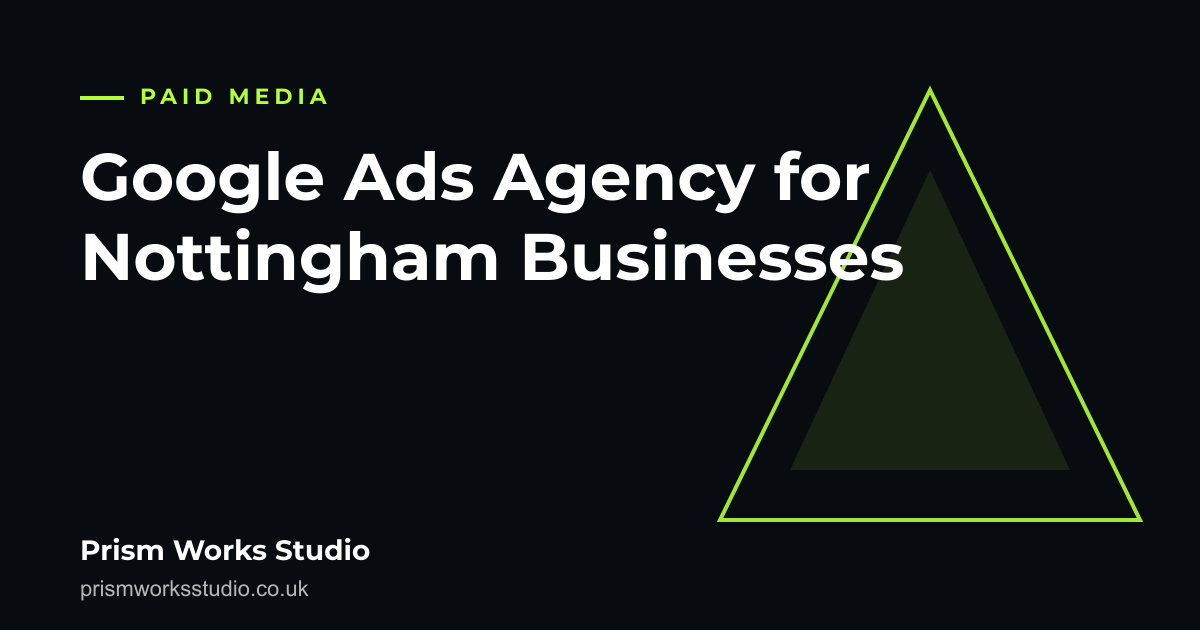 PAID MEDIA
Google Ads Agency for
Nottingham Businesses
Prism Works Studio
prismworksstudio.co.uk